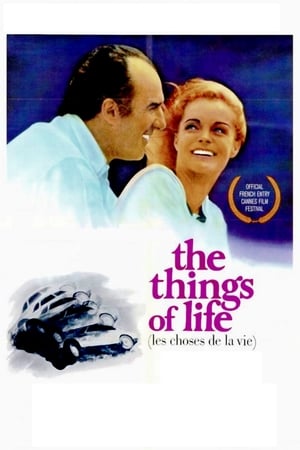 OFFICIAL
FRENCH ENTRY
CANNES FILM
FESTIVAL
the
things
of life
(les choses de la vie)